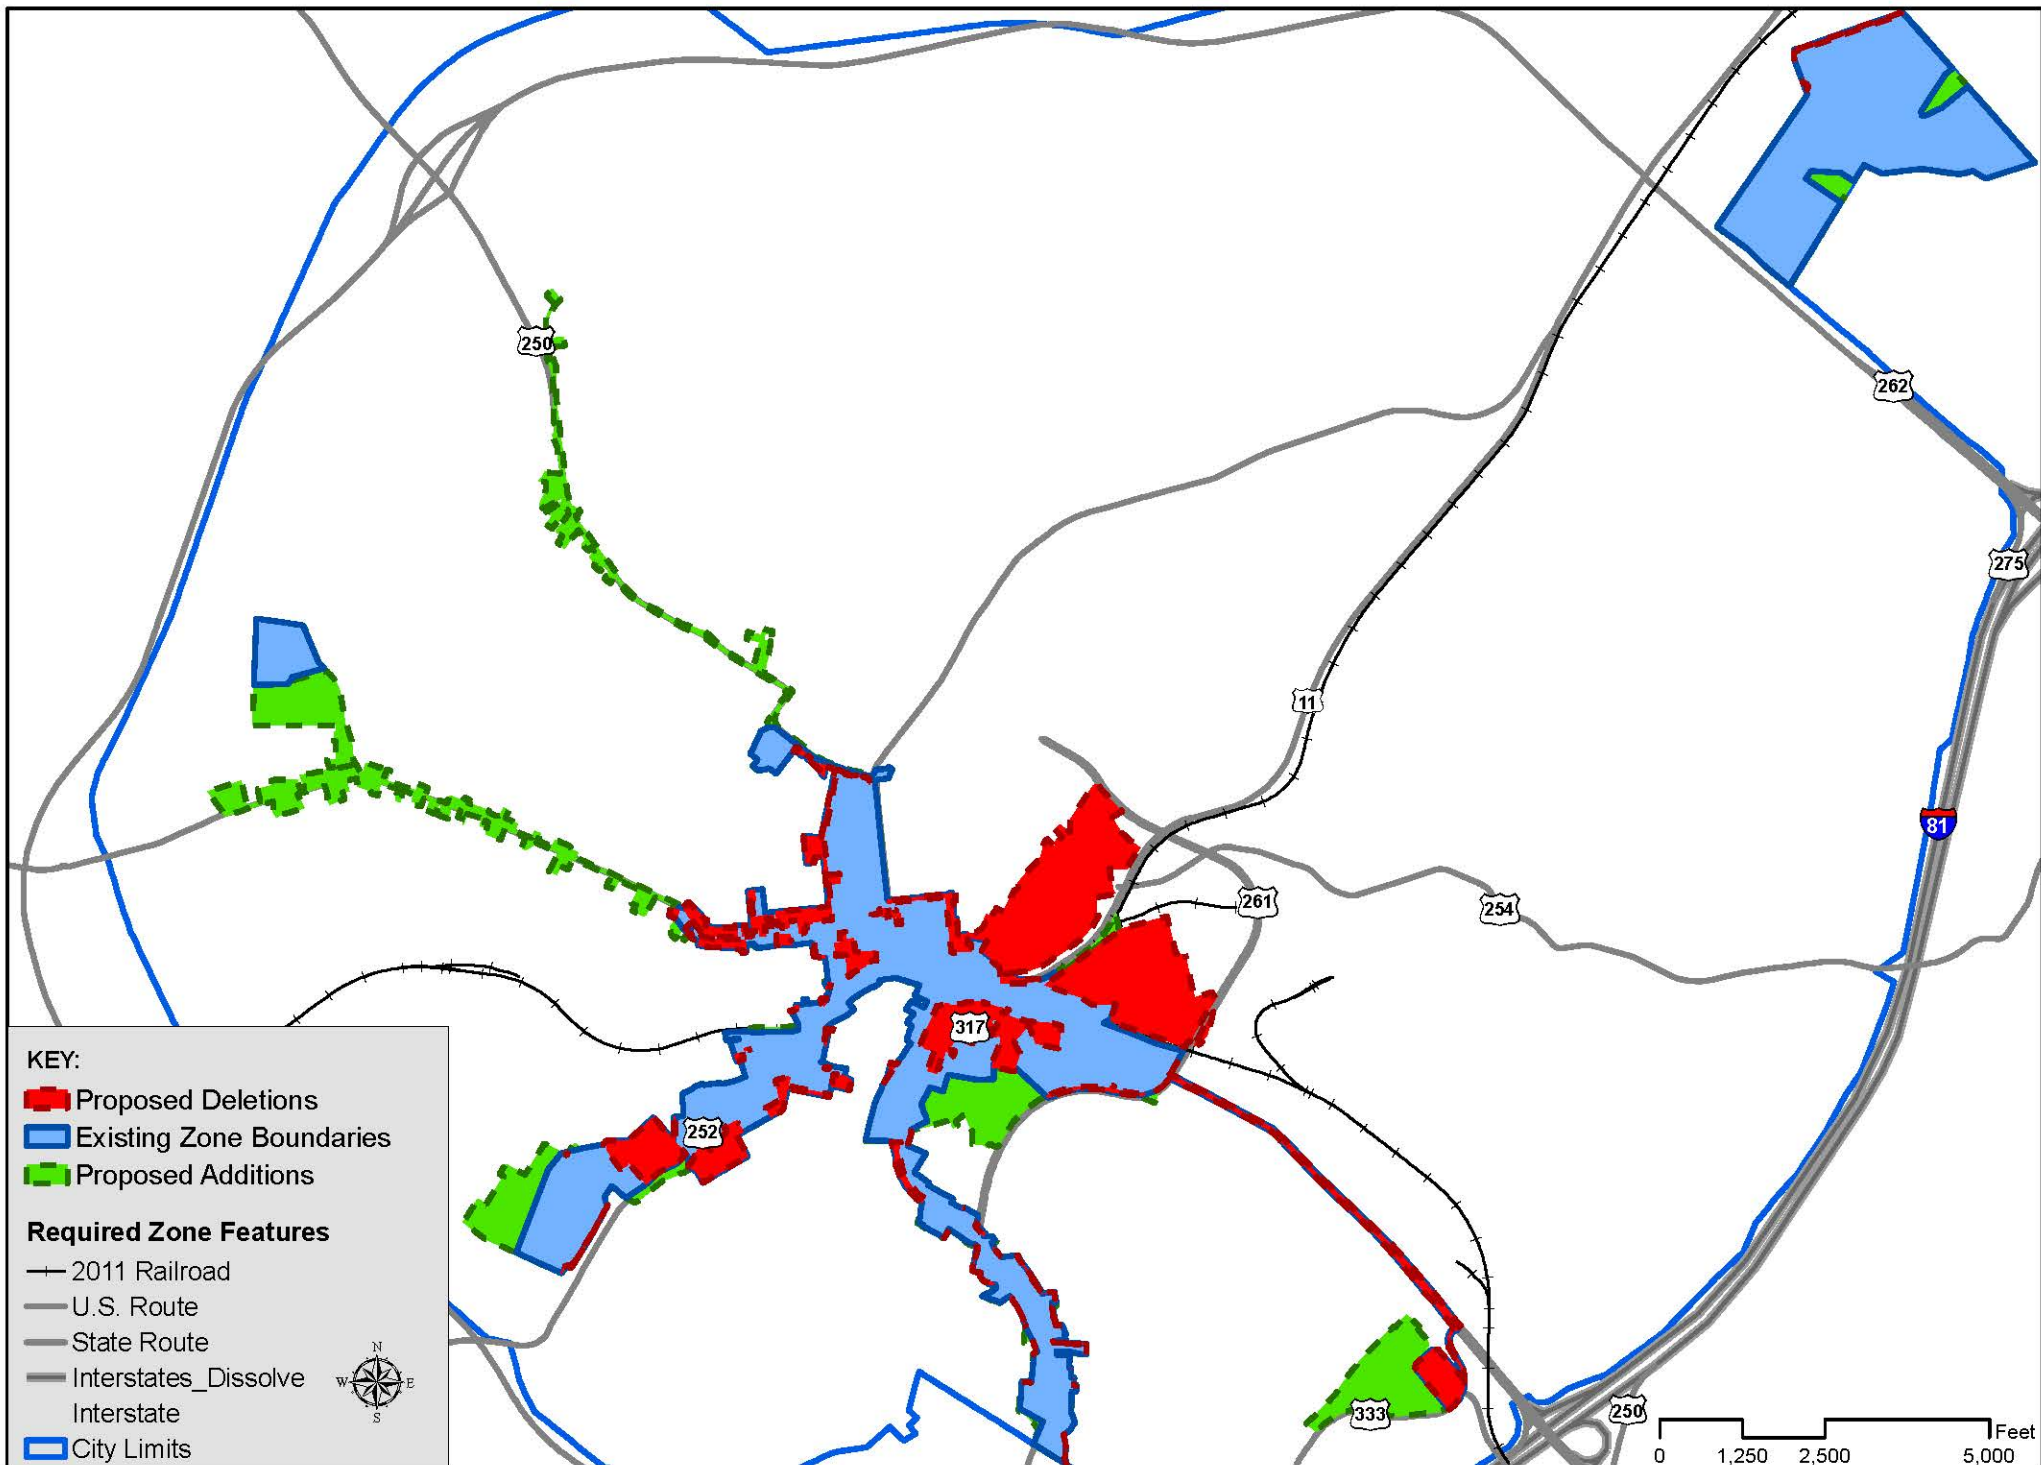 250
262
275
11
81
261
254
317
252
333
250
KEY:
Proposed Deletions
Existing Zone Boundaries
Proposed Additions
Required Zone Features
2011 Railroad
U.S. Route
State Route
Interstates_Dissolve
Interstate
City Limits
N
W E
S
Feet
0 1,250 2,500 5,000